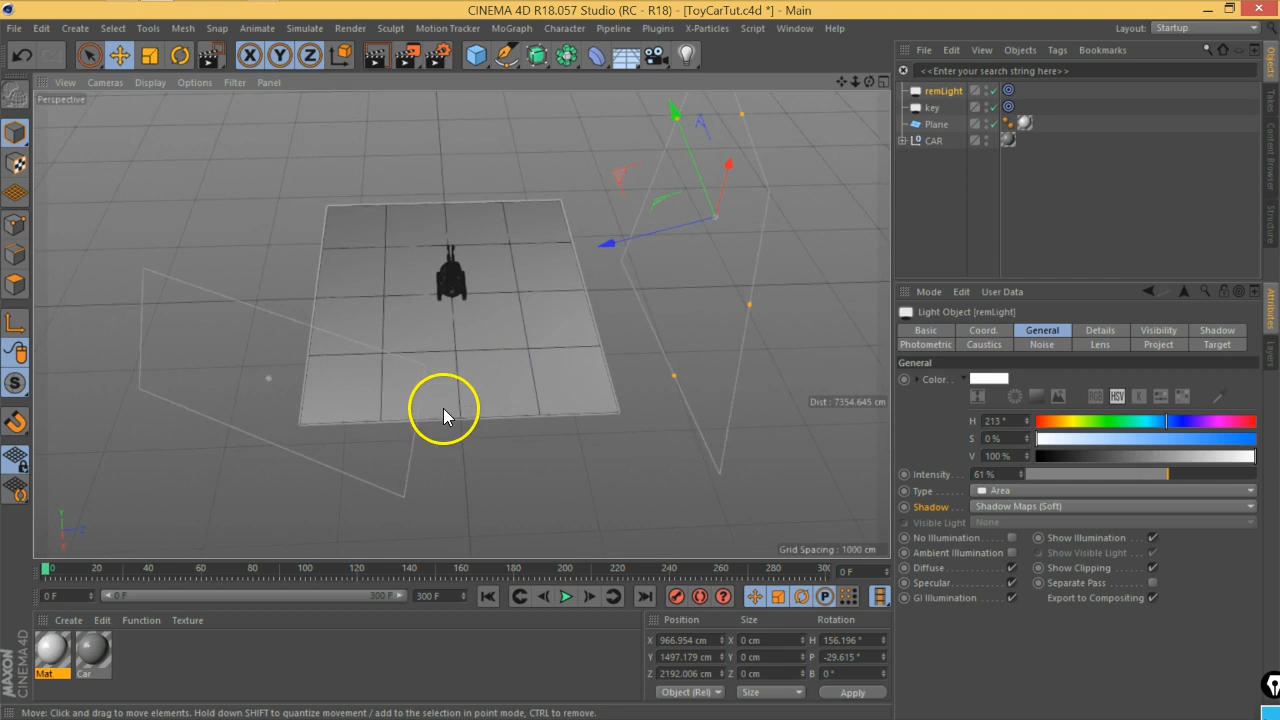 CINEMA 4D R18.057 Studio (RC - R18) - [ToyCarTut.c4d *] - Main
File Edit Create Select Tools Mesh Snap Animate Simulate Render Sculpt Motion Tracker MoGraph Character Pipeline Plugins X-Particles Script Window Help
Layout: Startup
View Cameras Display Options Filter Panel
Perspective
File Edit View Objects Tags Bookmarks
<<Enter your search string here>>
remLight
key
Plane
CAR
Objects
Takes
Content Browser
Structure
Dist : 7354.645 cm
Grid Spacing : 1000 cm
Mode Edit User Data
Light Object [remLight]
Basic Coord. General Details Visibility Shadow
Photometric Caustics Noise Lens Project Target
General
Color
RGB HSV K
H 213 °
S 0 %
V 100 %
Intensity 61 %
Type Area
Shadow Shadow Maps (Soft)
Visible Light None
No Illumination Show Illumination
Ambient Illumination Show Visible Light
Diffuse Show Clipping
Specular Separate Pass
GI Illumination Export to Compositing
Attributes
Layers
0 20 40 60 80 100 120 140 160 180 200 220 240 260 280 300 0 F
0 F 0 F 300 F 300 F
Create Edit Function Texture
Mat Car
MAXON CINEMA 4D
Position Size Rotation
X 966.954 cm X 0 cm H 156.196 °
Y 1497.179 cm Y 0 cm P -29.615 °
Z 2192.006 cm Z 0 cm B 0 °
Object (Rel) Size Apply
Move: Click and drag to move elements. Hold down SHIFT to quantize movement / add to the selection in point mode, CTRL to remove.